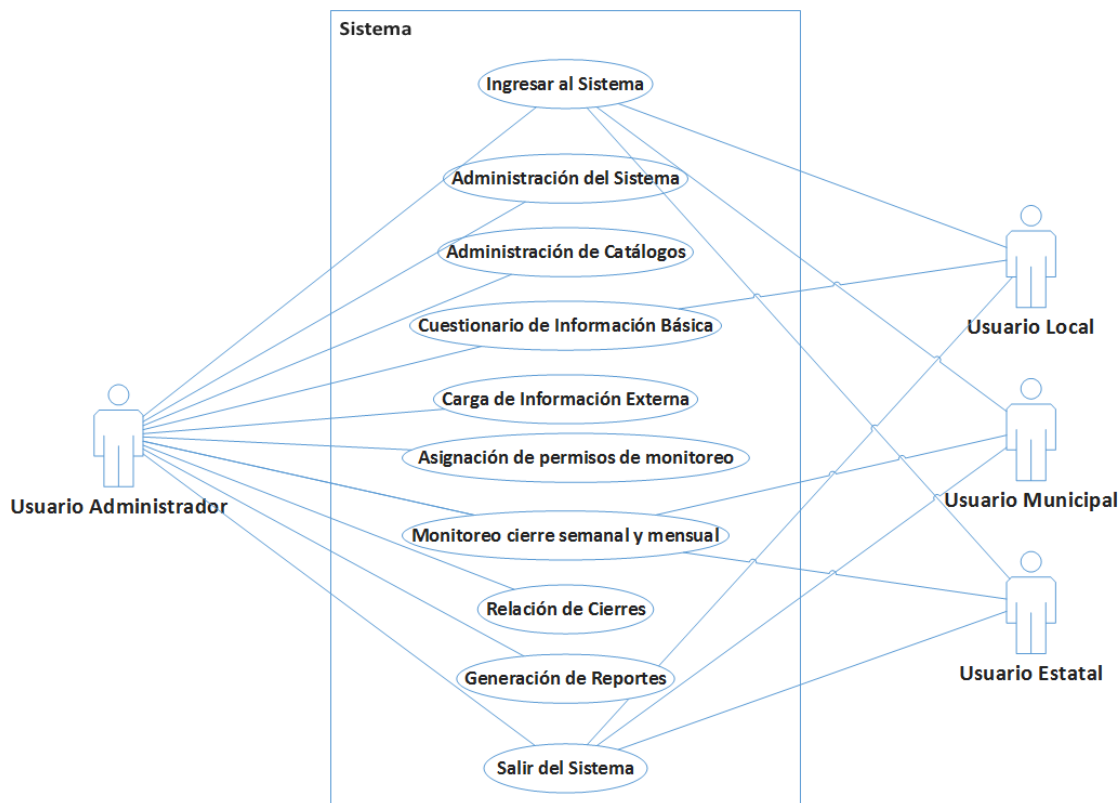 Sistema
Ingresar al Sistema
Administración del Sistema
Administración de Catálogos
Cuestionario de Información Básica
Carga de Información Externa
Asignación de permisos de monitoreo
Monitoreo cierre semanal y mensual
Relación de Cierres
Generación de Reportes
Salir del Sistema
Usuario Administrador
Usuario Local
Usuario Municipal
Usuario Estatal